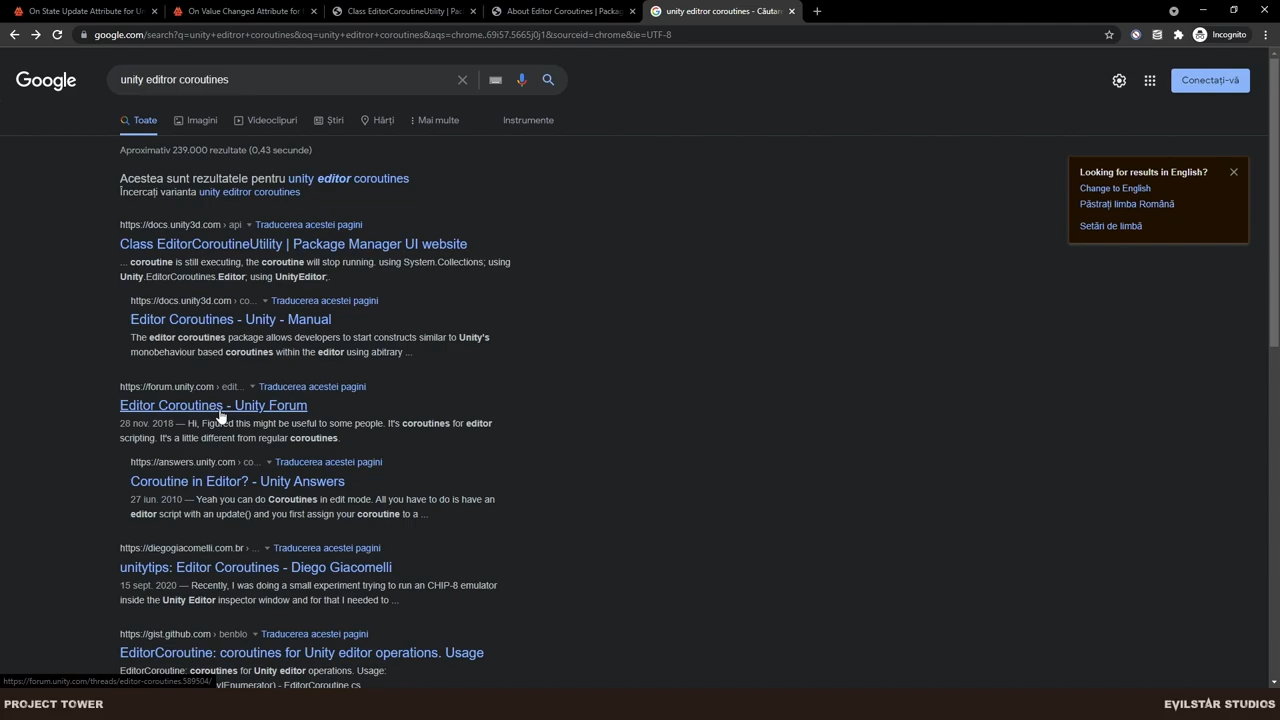 On State Update Attribute for Un
On Value Changed Attribute for
Class EditorCoroutineUtility | Pac
About Editor Coroutines | Packag
unity editror coroutines - Căutar
google.com/search?q=unity+editror+coroutines&oq=unity+editror+coroutines&aqs=chrome..69i57.5665j0j1&sourceid=chrome&ie=UTF-8
Incognito
Google
unity editror coroutines
Conectați-vă
Toate
Imagini
Videoclipuri
Știri
Hărți
Mai multe
Instrumente
Aproximativ 239.000 rezultate (0,43 secunde)
Acestea sunt rezultatele pentru unity editor coroutines
Încercați varianta unity editror coroutines
Looking for results in English?
Change to English
Păstrați limba Română
Setări de limbă
https://docs.unity3d.com › api Traducerea acestei pagini
Class EditorCoroutineUtility | Package Manager UI website
... coroutine is still executing, the coroutine will stop running. using System.Collections; using
Unity.EditorCoroutines.Editor; using UnityEditor;.
https://docs.unity3d.com › co... Traducerea acestei pagini
Editor Coroutines - Unity - Manual
The editor coroutines package allows developers to start constructs similar to Unity's
monobehaviour based coroutines within the editor using abitrary ...
https://forum.unity.com › edit... Traducerea acestei pagini
Editor Coroutines - Unity Forum
28 nov. 2018 — Hi, Figured this might be useful to some people. It's coroutines for editor
scripting. It's a little different from regular coroutines.
https://answers.unity.com › co... Traducerea acestei pagini
Coroutine in Editor? - Unity Answers
27 iun. 2010 — Yeah you can do Coroutines in edit mode. All you have to do is have an
editor script with an update() and you first assign your coroutine to a ...
https://diegogiacomelli.com.br › ... Traducerea acestei pagini
unitytips: Editor Coroutines - Diego Giacomelli
15 sept. 2020 — Recently, I was doing a small experiment trying to run an CHIP-8 emulator
inside the Unity Editor inspector window and for that I needed to ...
https://gist.github.com › benblo Traducerea acestei pagini
EditorCoroutine: coroutines for Unity editor operations. Usage
EditorCoroutine: coroutines for Unity editor operations. Usage:
IEnumerator) - EditorCoroutine.cs
https://forum.unity.com/threads/editor-coroutines.589504/
PROJECT TOWER
EVILSTAR STUDIOS